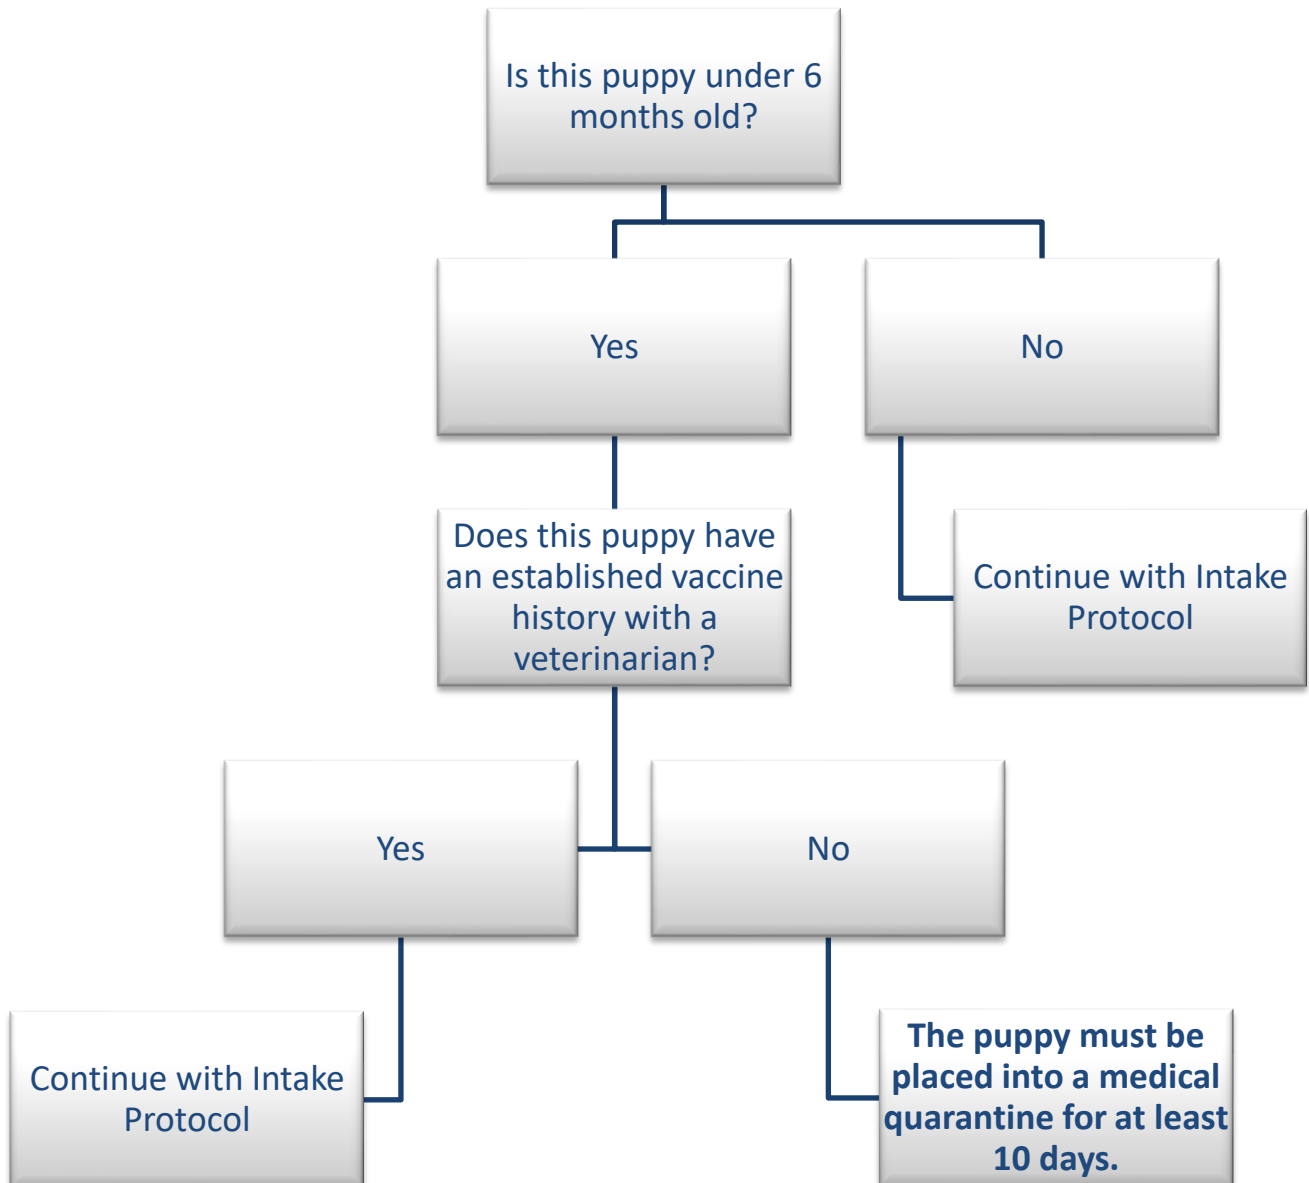 Is this puppy under 6
months old?
Yes
No
Does this puppy have
an established vaccine
history with a
veterinarian?
Continue with Intake
Protocol
Yes
No
Continue with Intake
Protocol
The puppy must be
placed into a medical
quarantine for at least
10 days.